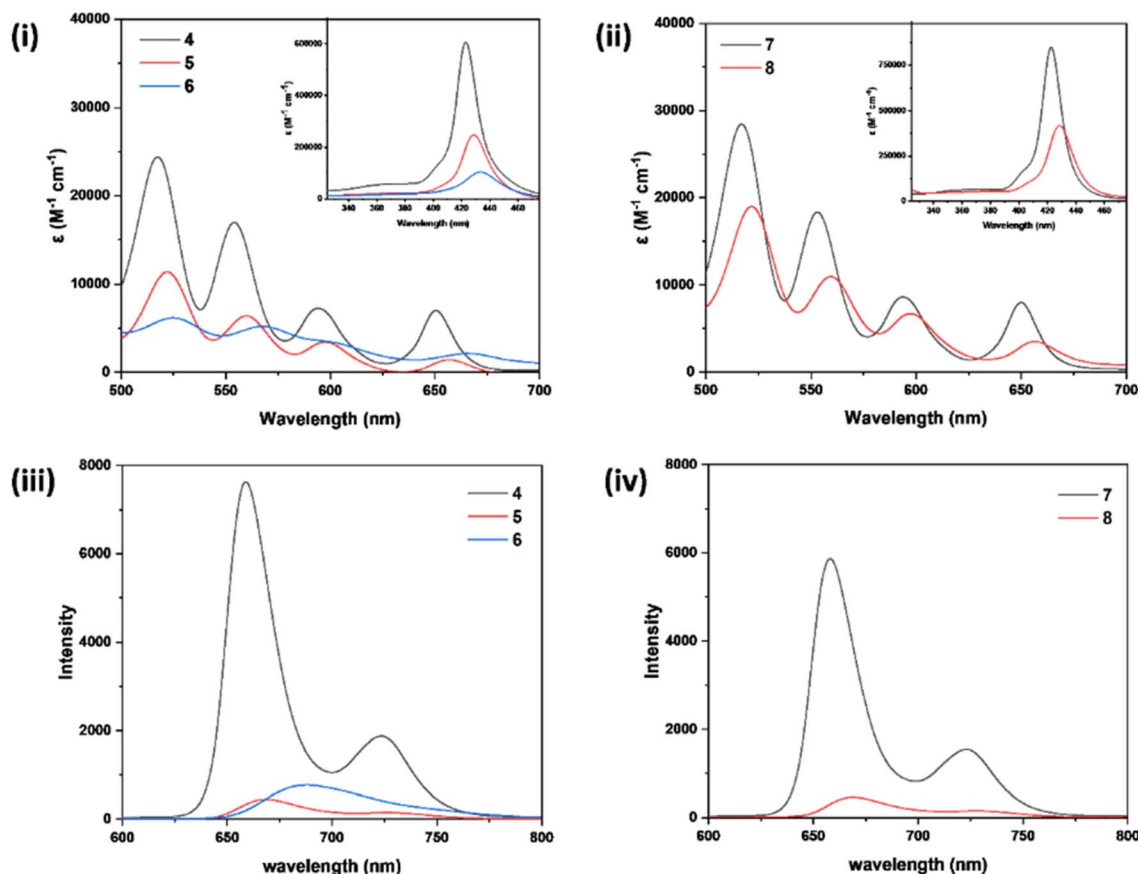 (i)
40000
30000
20000
10000
0
ε (M⁻¹ cm⁻¹)
4
5
6
600000
400000
200000
0
ε (M⁻¹ cm⁻¹)
340 360 380 400 420 440 460
Wavelength (nm)
500 550 600 650 700
Wavelength (nm)
(ii)
40000
30000
20000
10000
0
ε (M⁻¹ cm⁻¹)
7
8
750000
500000
250000
0
ε (M⁻¹ cm⁻¹)
340 360 380 400 420 440 460
Wavelength (nm)
500 550 600 650 700
Wavelength (nm)
(iii)
8000
6000
4000
2000
0
Intensity
4
5
6
600 650 700 750 800
wavelength (nm)
(iv)
8000
6000
4000
2000
0
Intensity
7
8
600 650 700 750 800
wavelength (nm)